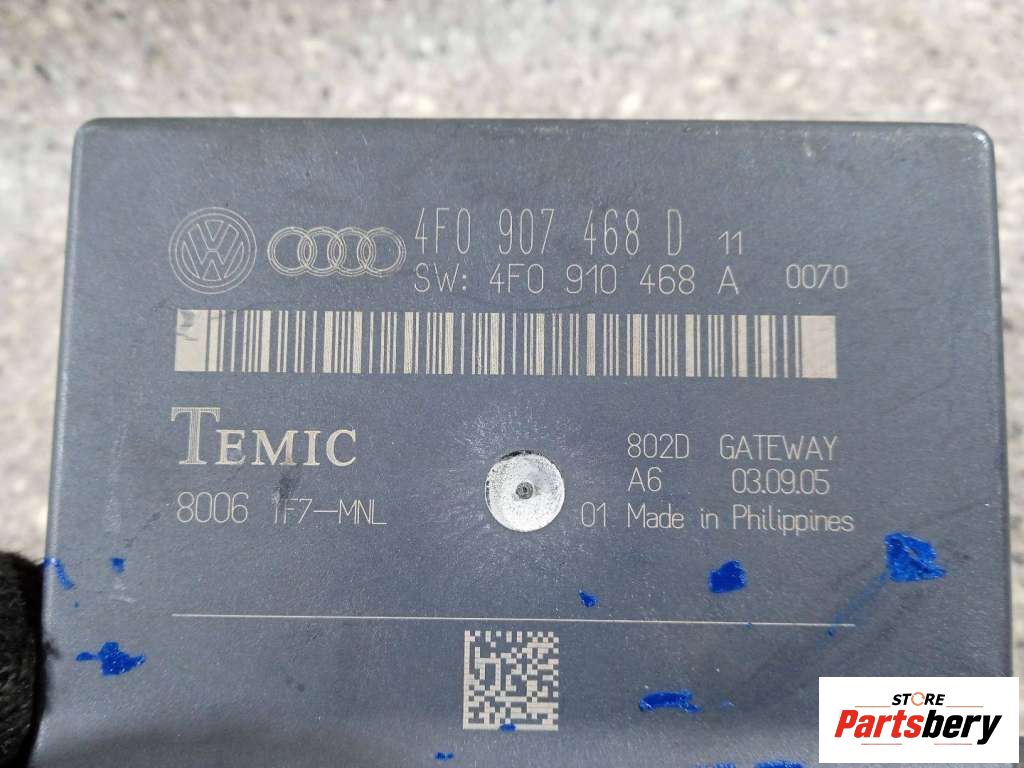 4F0 907 468 D 11
SW: 4F0 910 468 A 0070
TEMIC
802D GATEWAY
A6 03.09.05
8006 1F7-MNL
01 Made in Philippines
STORE
Partsbery